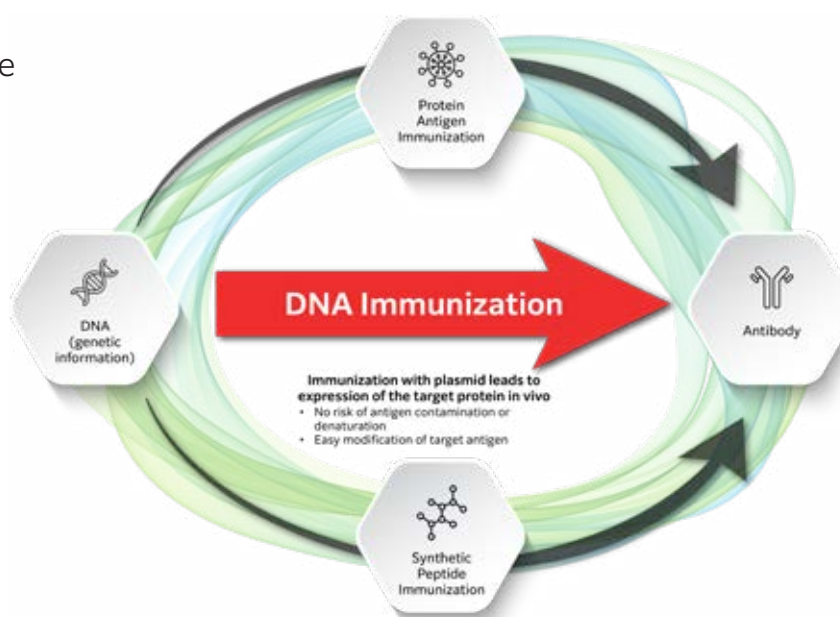 e
Protein
Antigen
Immunization
DNA Immunization
DNA
(genetic
information)
Antibody
Immunization with plasmid leads to
expression of the target protein in vivo
• No risk of antigen contamination or
denaturation
• Easy modification of target antigen
Synthetic
Peptide
Immunization